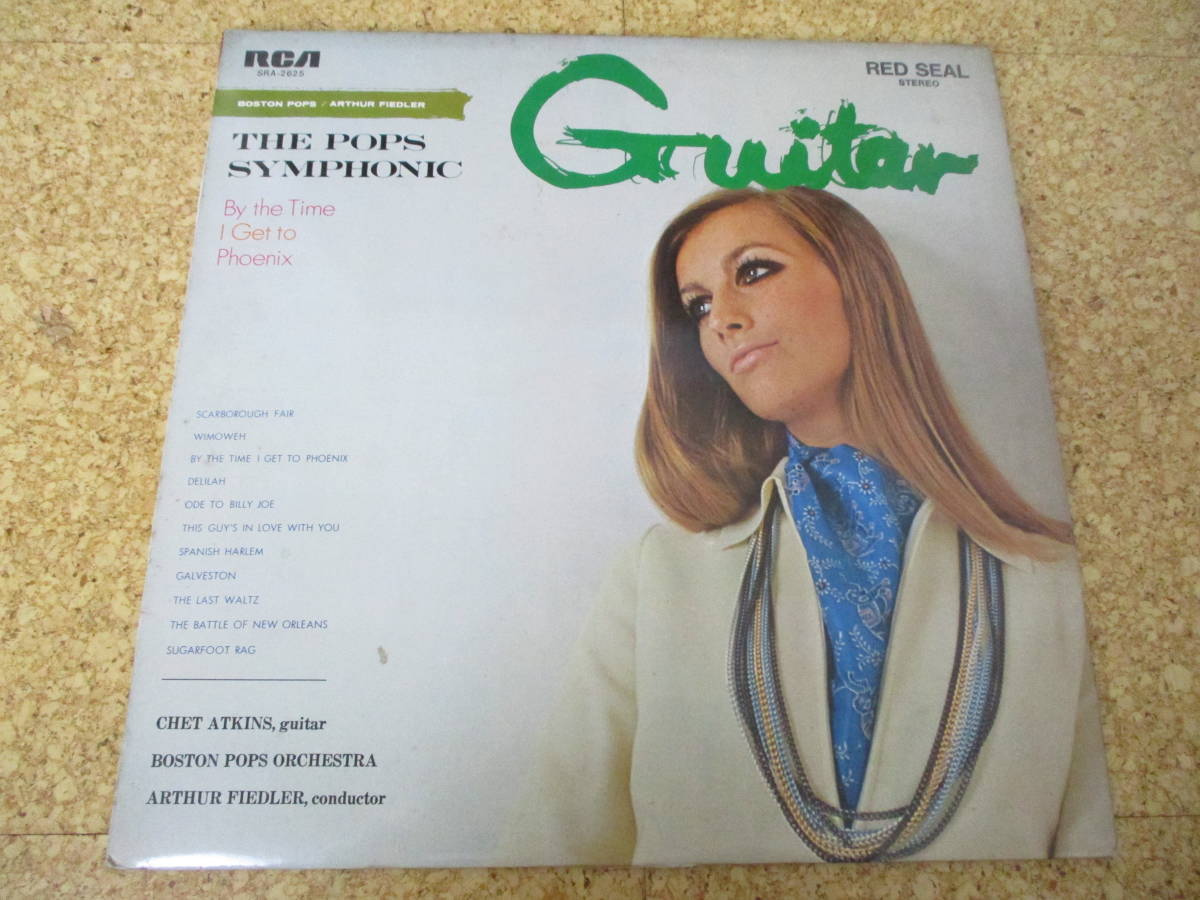 RCA
SRA-2625
RED SEAL
STEREO
BOSTON POPS / ARTHUR FIEDLER
Guitar
THE POPS
SYMPHONIC
By the Time
I Get to
Phoenix
SCARBOROUGH FAIR
WIMOWEH
BY THE TIME I GET TO PHOENIX
DELILAH
ODE TO BILLY JOE
THIS GUY'S IN LOVE WITH YOU
SPANISH HARLEM
GALVESTON
THE LAST WALTZ
THE BATTLE OF NEW ORLEANS
SUGARFOOT RAG
CHET ATKINS, guitar
BOSTON POPS ORCHESTRA
ARTHUR FIEDLER, conductor